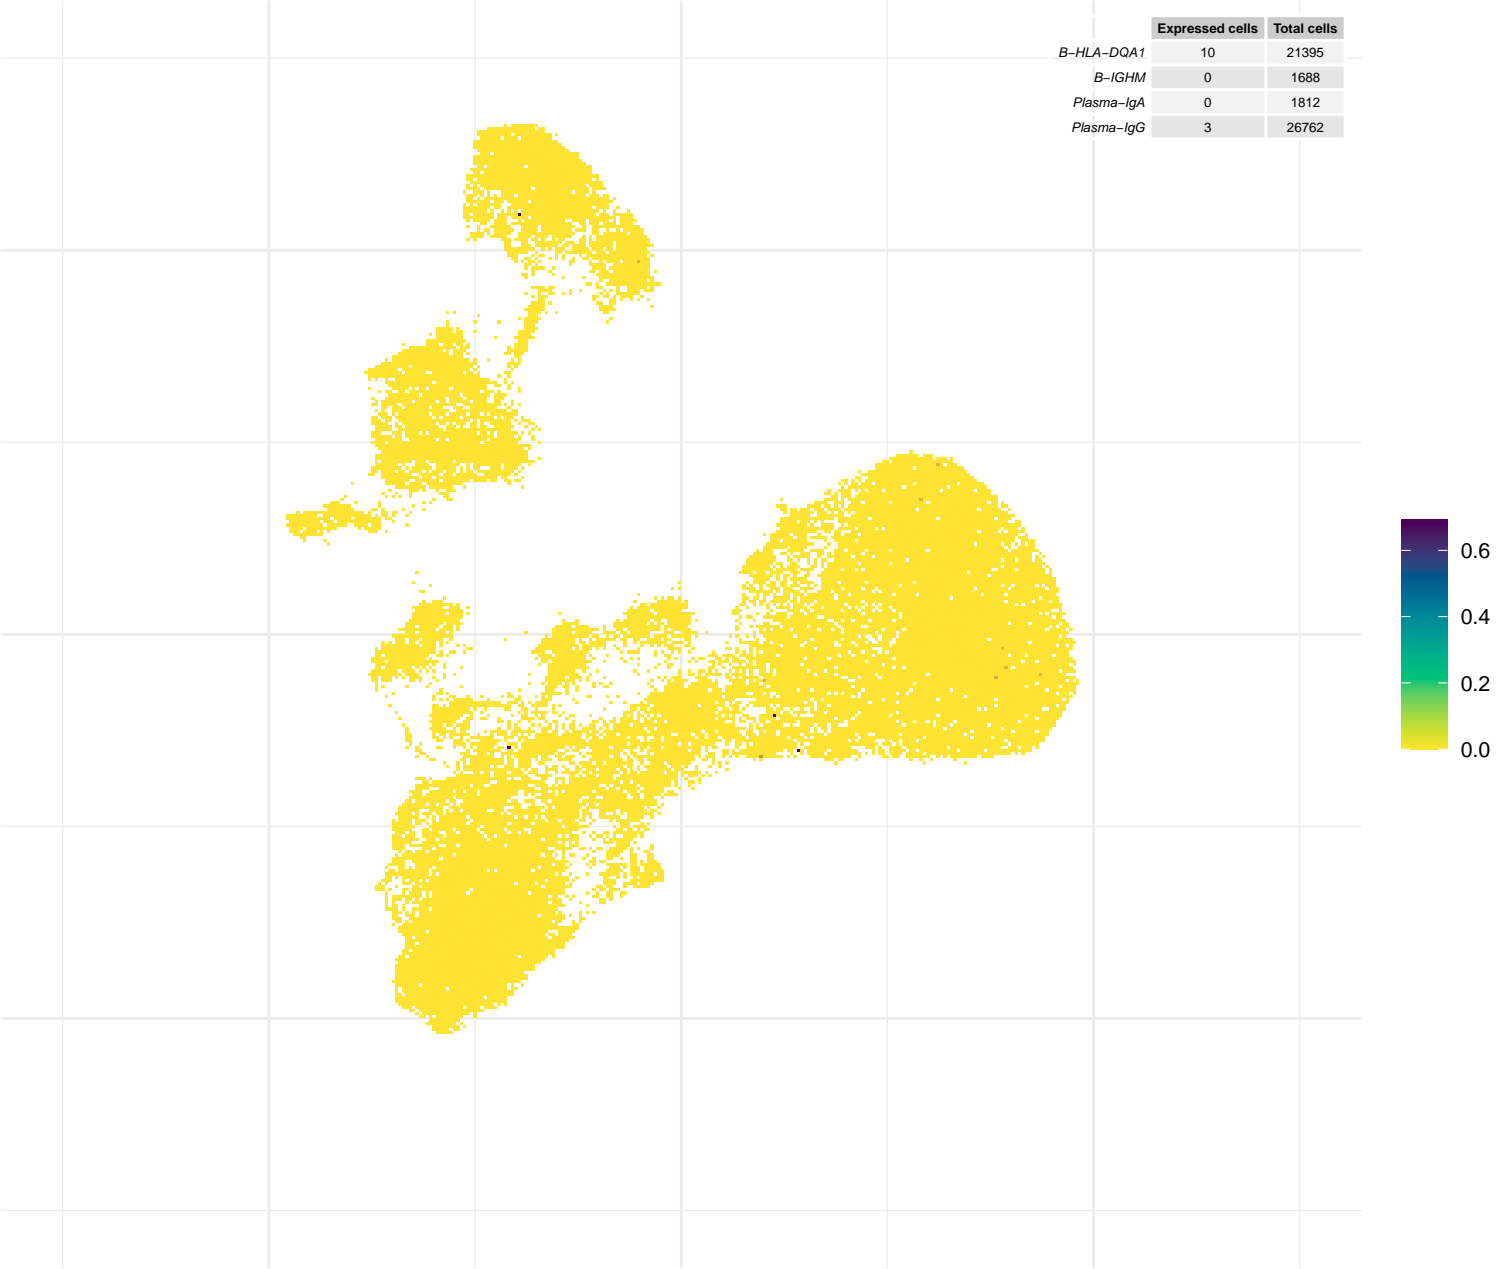 Expressed cells Total cells
B−HLA−DQA1 10 21395
B−IGHM 0 1688
Plasma−IgA 0 1812
Plasma−IgG 3 26762
0.6
0.4
0.2
0.0